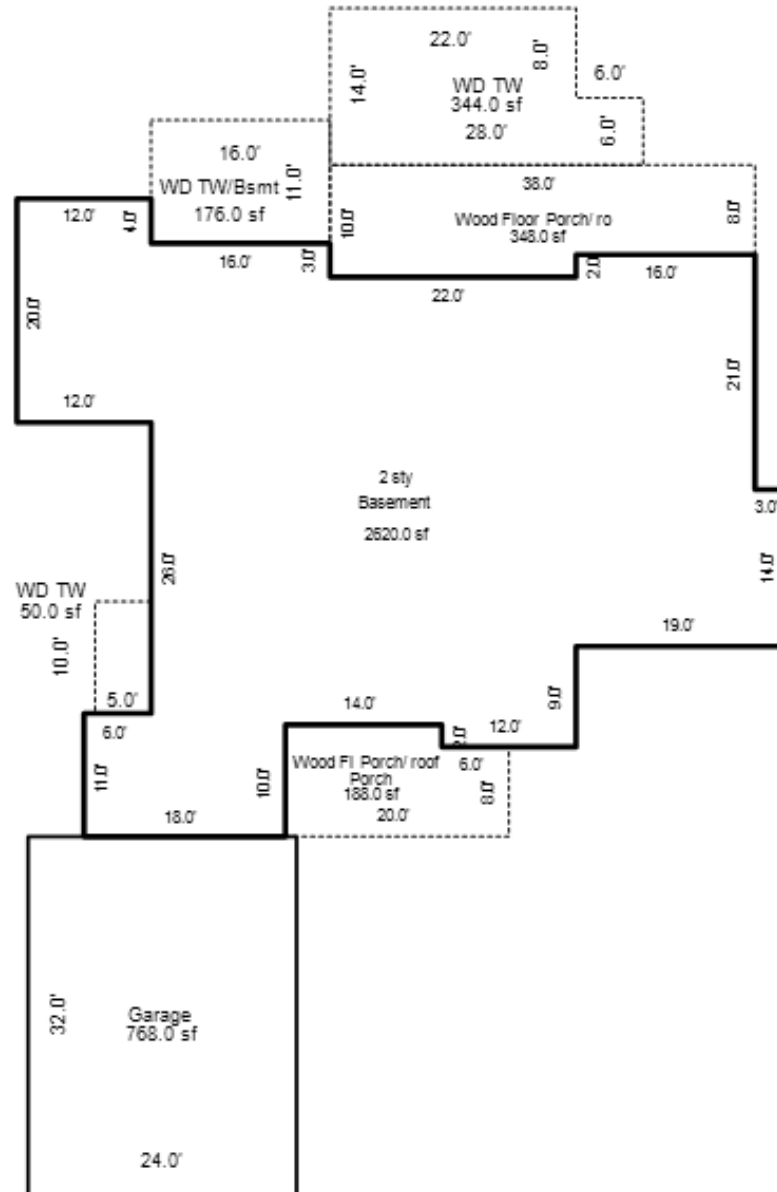 22.0'
8.0'
6.0'
14.0'
WD TW
344.0 sf
28.0'
6.0'
16.0'
11.0'
WD TW/Bsmt
176.0 sf
38.0'
10.0'
Wood Floor Porch/ ro
348.0 sf
8.0'
12.0'
4.0'
16.0'
3.0'
22.0'
2.0'
16.0'
20.0'
21.0'
12.0'
2 sty
Basement
2620.0 sf
3.0'
14.0'
26.0'
WD TW
50.0 sf
10.0'
5.0'
6.0'
19.0'
9.0'
14.0'
2.0'
12.0'
11.0'
10.0'
Wood Fl Porch/ roof
Porch
188.0 sf
6.0'
8.0'
20.0'
18.0'
32.0'
Garage
768.0 sf
24.0'